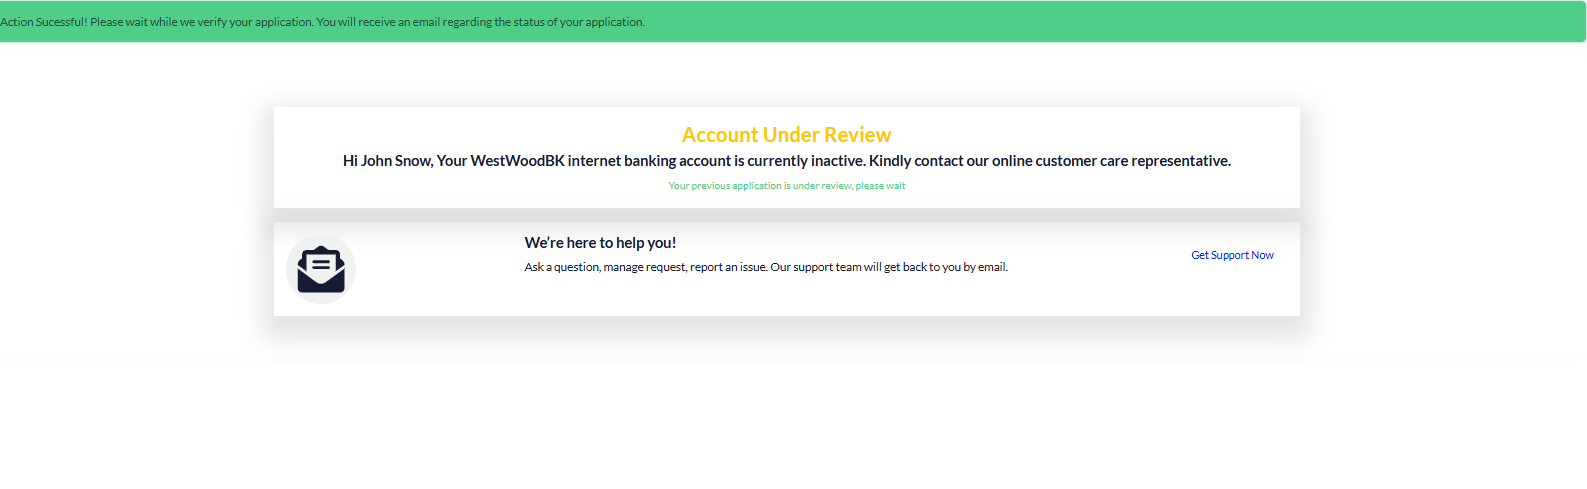 Action Sucessful! Please wait while we verify your application. You will receive an email regarding the status of your application.
Account Under Review
Hi John Snow, Your WestWoodBK internet banking account is currently inactive. Kindly contact our online customer care representative.
Your previous application is under review, please wait
We're here to help you!
Ask a question, manage request, report an issue. Our support team will get back to you by email.
Get Support Now